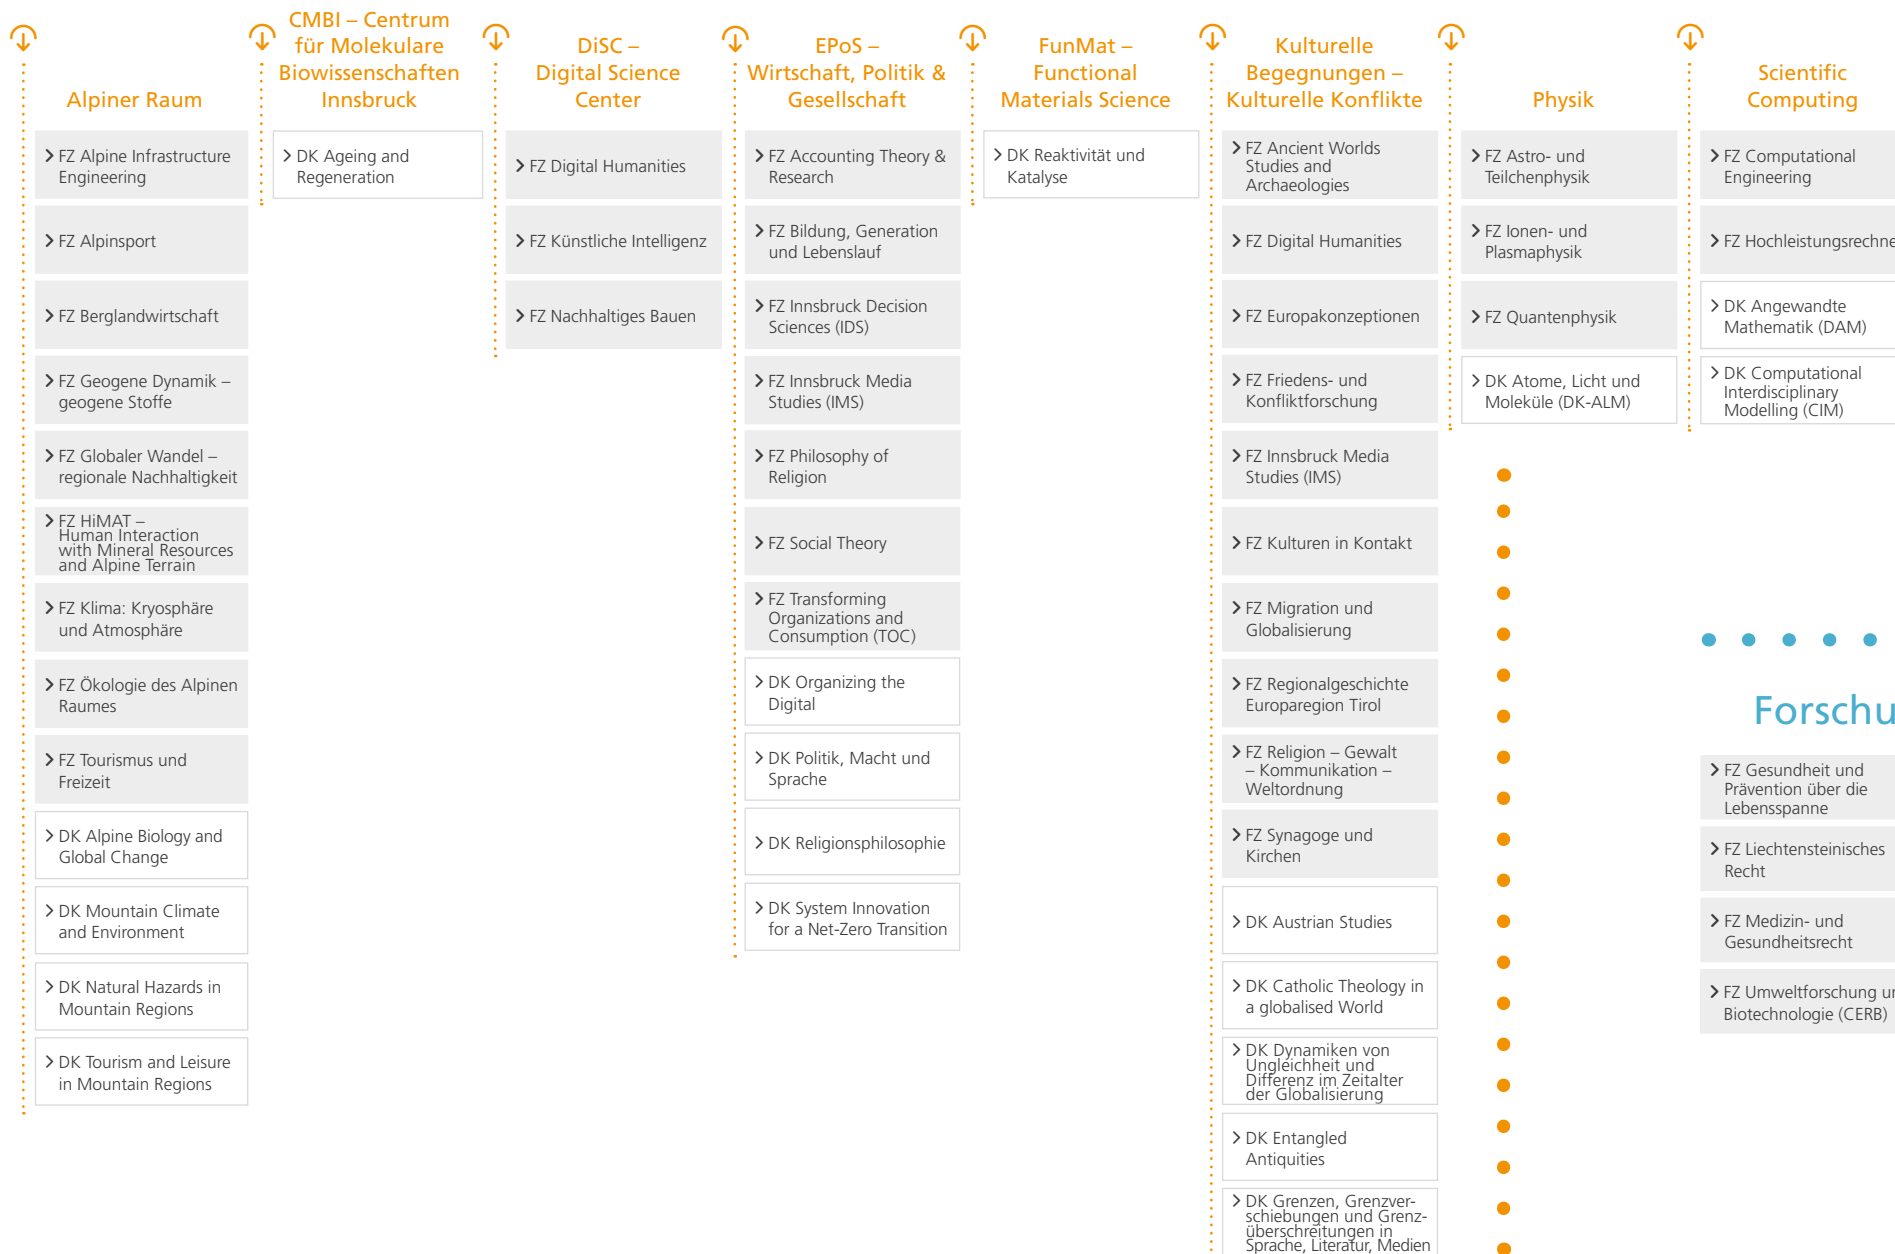 Alpiner Raum
> FZ Alpine Infrastructure
Engineering
> FZ Alpinsport
> FZ Berglandwirtschaft
> FZ Geogene Dynamik –
geogene Stoffe
> FZ Globaler Wandel –
regionale Nachhaltigkeit
> FZ HiMAT –
Human Interaction
with Mineral Resources
and Alpine Terrain
> FZ Klima: Kryosphäre
und Atmosphäre
> FZ Ökologie des Alpinen
Raumes
> FZ Tourismus und
Freizeit
> DK Alpine Biology and
Global Change
> DK Mountain Climate
and Environment
> DK Natural Hazards in
Mountain Regions
> DK Tourism and Leisure
in Mountain Regions
CMBI – Centrum
für Molekulare
Biowissenschaften
Innsbruck
> DK Ageing and
Regeneration
DiSC –
Digital Science
Center
> FZ Digital Humanities
> FZ Künstliche Intelligenz
> FZ Nachhaltiges Bauen
EPoS –
Wirtschaft, Politik &
Gesellschaft
> FZ Accounting Theory &
Research
> FZ Bildung, Generation
und Lebenslauf
> FZ Innsbruck Decision
Sciences (IDS)
> FZ Innsbruck Media
Studies (IMS)
> FZ Philosophy of
Religion
> FZ Social Theory
> FZ Transforming
Organizations and
Consumption (TOC)
> DK Organizing the
Digital
> DK Politik, Macht und
Sprache
> DK Religionsphilosophie
> DK System Innovation
for a Net-Zero Transition
FunMat –
Functional
Materials Science
> DK Reaktivität und
Katalyse
Kulturelle
Begegnungen –
Kulturelle Konflikte
> FZ Ancient Worlds
Studies and
Archaeologies
> FZ Digital Humanities
> FZ Europakonzeptionen
> FZ Friedens- und
Konfliktforschung
> FZ Innsbruck Media
Studies (IMS)
> FZ Kulturen in Kontakt
> FZ Migration und
Globalisierung
> FZ Regionalgeschichte
Europaregion Tirol
> FZ Religion – Gewalt
– Kommunikation –
Weltordnung
> FZ Synagoge und
Kirchen
> DK Austrian Studies
> DK Catholic Theology in
a globalised World
> DK Dynamiken von
Ungleichheit und
Differenz im Zeitalter
der Globalisierung
> DK Entangled
Antiquities
> DK Grenzen, Grenzver-
schiebungen und Grenz-
überschreitungen in
Sprache, Literatur, Medien
Physik
> FZ Astro- und
Teilchenphysik
> FZ Ionen- und
Plasmaphysik
> FZ Quantenphysik
> DK Atome, Licht und
Moleküle (DK-ALM)
Scientific
Computing
> FZ Computational
Engineering
> FZ Hochleistungsrechne
> DK Angewandte
Mathematik (DAM)
> DK Computational
Interdisciplinary
Modelling (CIM)
Forschu
> FZ Gesundheit und
Prävention über die
Lebensspanne
> FZ Liechtensteinisches
Recht
> FZ Medizin- und
Gesundheitsrecht
> FZ Umweltforschung u
Biotechnologie (CERB)